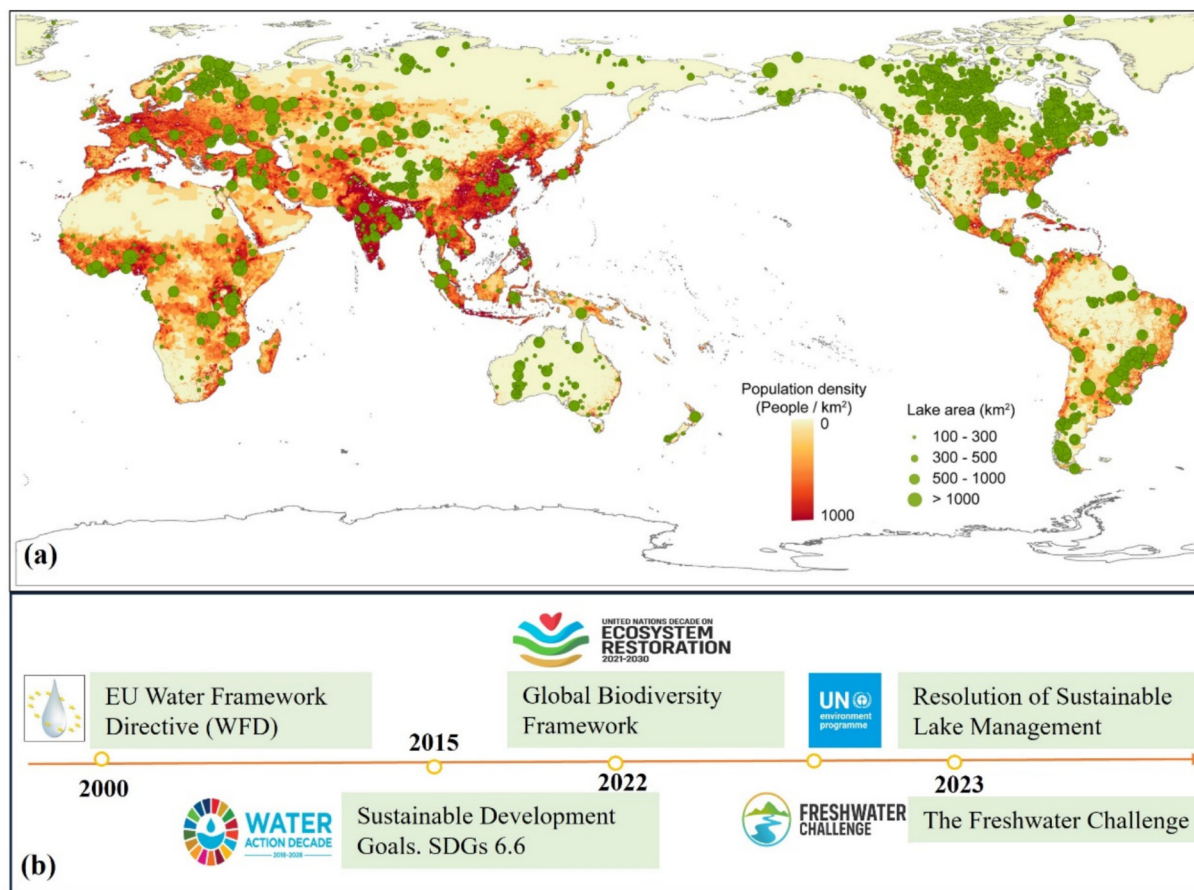 Population density
(People / km²)
0
1000
Lake area (km²)
100 - 300
300 - 500
500 - 1000
> 1000
(a)
UNITED NATIONS DECADE ON
ECOSYSTEM
RESTORATION
2021-2030
EU Water Framework
Directive (WFD)
Global Biodiversity
Framework
UN
environment
programme
Resolution of Sustainable
Lake Management
2000
2015
2022
2023
WATER
ACTION DECADE
2018-2028
Sustainable Development
Goals. SDGs 6.6
FRESHWATER
CHALLENGE
The Freshwater Challenge
(b)